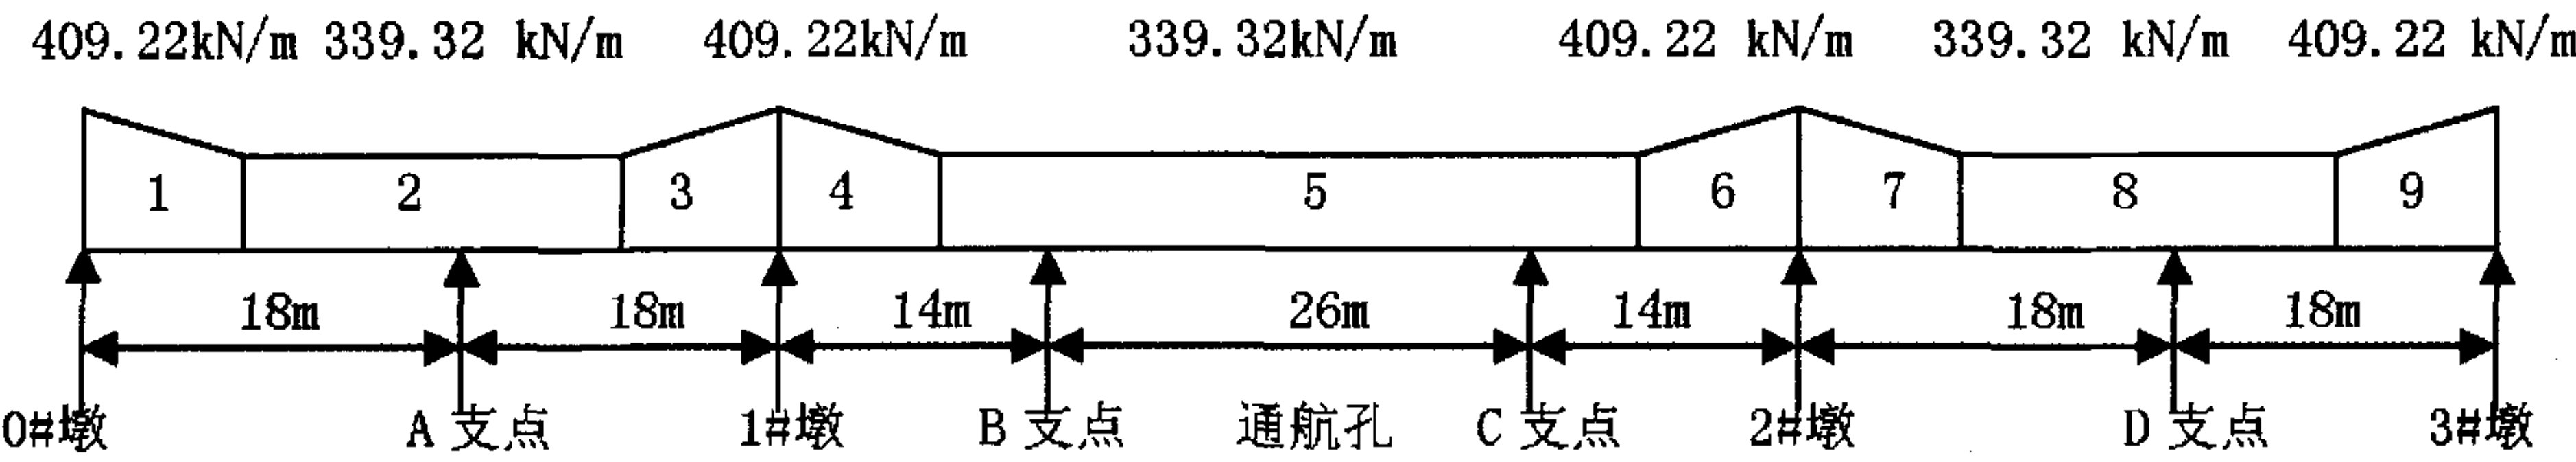 409.22kN/m 339.32 kN/m 409.22kN/m 339.32kN/m 409.22 kN/m 339.32 kN/m 409.22 kN/m
1 2 3 4 5 6 7 8 9
18m 18m 14m 26m 14m 18m 18m
0#墩 A 支点 1#墩 B 支点 通航孔 C 支点 2#墩 D 支点 3#墩